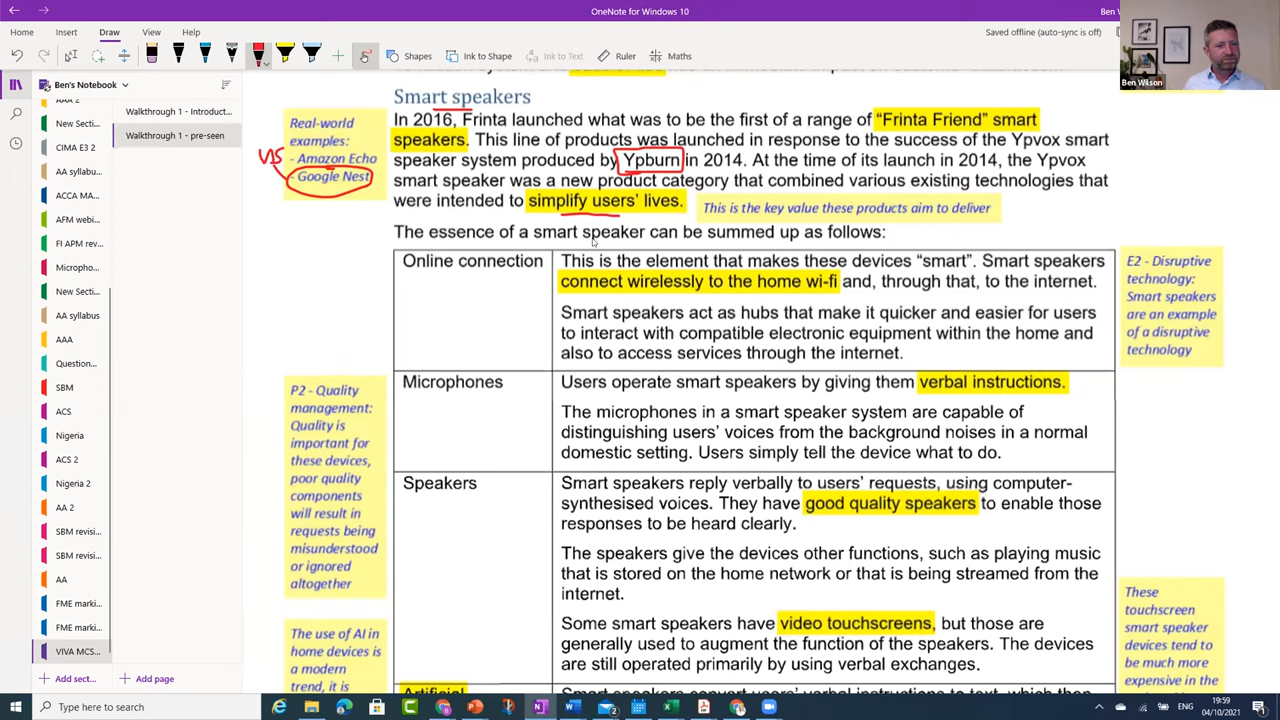 OneNote for Windows 10
Ben W
Home
Insert
Draw
View
Help
Saved offline (auto-sync is off)
Shapes
Ink to Shape
Ink to Text
Ruler
Maths
Ben Wilson
Ben's Notebook
AAA 2
New Secti...
CIMA E3 2
AA syllabu...
ACCA MA...
AFM webi...
FI APM rev...
Micropho...
New Secti...
AA syllabus
AAA
Question...
SBM
ACS
Nigeria
ACS 2
Nigeria 2
AA 2
SBM revisi...
SBM revisi...
AA
FME marki...
FME marki...
VIVA MCS...
Add sect...
Walkthrough 1 - Introduct...
Walkthrough 1 - pre-seen
Add page
Real-world
examples:
- Amazon Echo
- Google Nest
US
Smart speakers
In 2016, Frinta launched what was to be the first of a range of “Frinta Friend” smart
speakers. This line of products was launched in response to the success of the Ypvox smart
speaker system produced by Ypburn in 2014. At the time of its launch in 2014, the Ypvox
smart speaker was a new product category that combined various existing technologies that
were intended to simplify users’ lives.
This is the key value these products aim to deliver
The essence of a smart speaker can be summed up as follows:
Online connection
This is the element that makes these devices “smart”. Smart speakers
connect wirelessly to the home wi-fi and, through that, to the internet.
Smart speakers act as hubs that make it quicker and easier for users
to interact with compatible electronic equipment within the home and
also to access services through the internet.
E2 - Disruptive
technology:
Smart speakers
are an example
of a disruptive
technology
Microphones
Users operate smart speakers by giving them verbal instructions.
The microphones in a smart speaker system are capable of
distinguishing users’ voices from the background noises in a normal
domestic setting. Users simply tell the device what to do.
P2 - Quality
management:
Quality is
important for
these devices,
poor quality
components
will result in
requests being
misunderstood
or ignored
altogether
Speakers
Smart speakers reply verbally to users’ requests, using computer-
synthesised voices. They have good quality speakers to enable those
responses to be heard clearly.
The speakers give the devices other functions, such as playing music
that is stored on the home network or that is being streamed from the
internet.
Some smart speakers have video touchscreens, but those are
generally used to augment the function of the speakers. The devices
are still operated primarily by using verbal exchanges.
These
touchscreen
smart speaker
devices tend to
be much more
expensive in the
The use of AI in
home devices is
a modern
trend, it is
Artificial
Smart speakers convert users’ verbal instructions to text, which then
Type here to search
19:59
04/10/2021